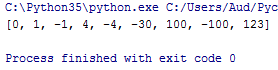 C:\Python35\python.exe C:/Users/Aud/Pyc
[0, 1, -1, 4, -4, -30, 100, -100, 123]
Process finished with exit code 0